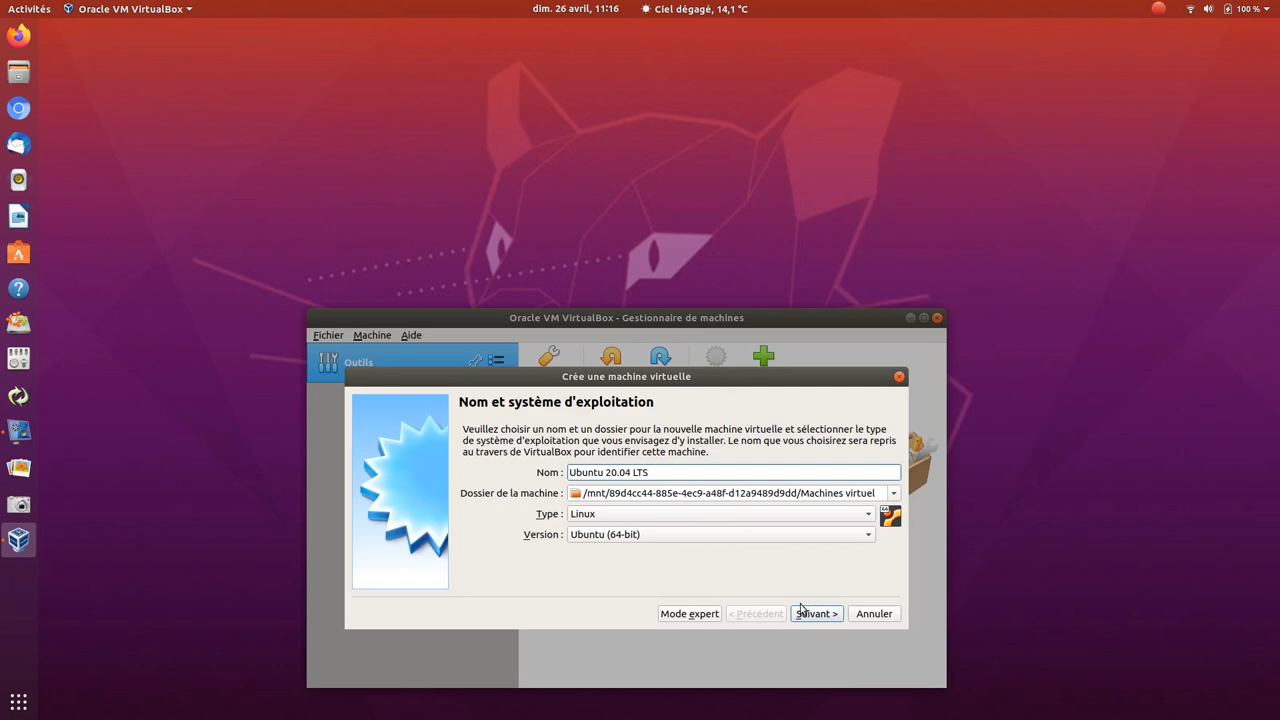 Activités
Oracle VM VirtualBox
dim. 26 avril, 11:16
Ciel dégagé, 14,1 °C
100 %
Oracle VM VirtualBox - Gestionnaire de machines
Fichier Machine Aide
Outils
Crée une machine virtuelle
Nom et système d'exploitation
Veuillez choisir un nom et un dossier pour la nouvelle machine virtuelle et sélectionner le type
de système d'exploitation que vous envisagez d'y installer. Le nom que vous choisirez sera repris
au travers de VirtualBox pour identifier cette machine.
Nom : Ubuntu 20.04 LTS
Dossier de la machine : /mnt/89d4cc44-885e-4ec9-a48f-d12a9489d9dd/Machines virtuel
Type : Linux
64
Version : Ubuntu (64-bit)
Mode expert < Précédent Suivant > Annuler